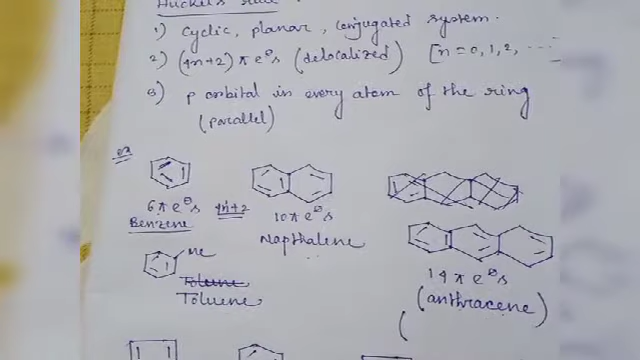 Huckel's Rule
1) Cyclic, planar, conjugated system.
2) (4n+2) π e⊖s (delocalized) [n = 0, 1, 2, ...
3) p orbital in every atom of the ring
(parallel)
ex
6π e⊖s 4n+2 10π e⊖s
Benzene
Napthalene
14 π e⊖s
Me
Toluene
Toluene
(anthracene)